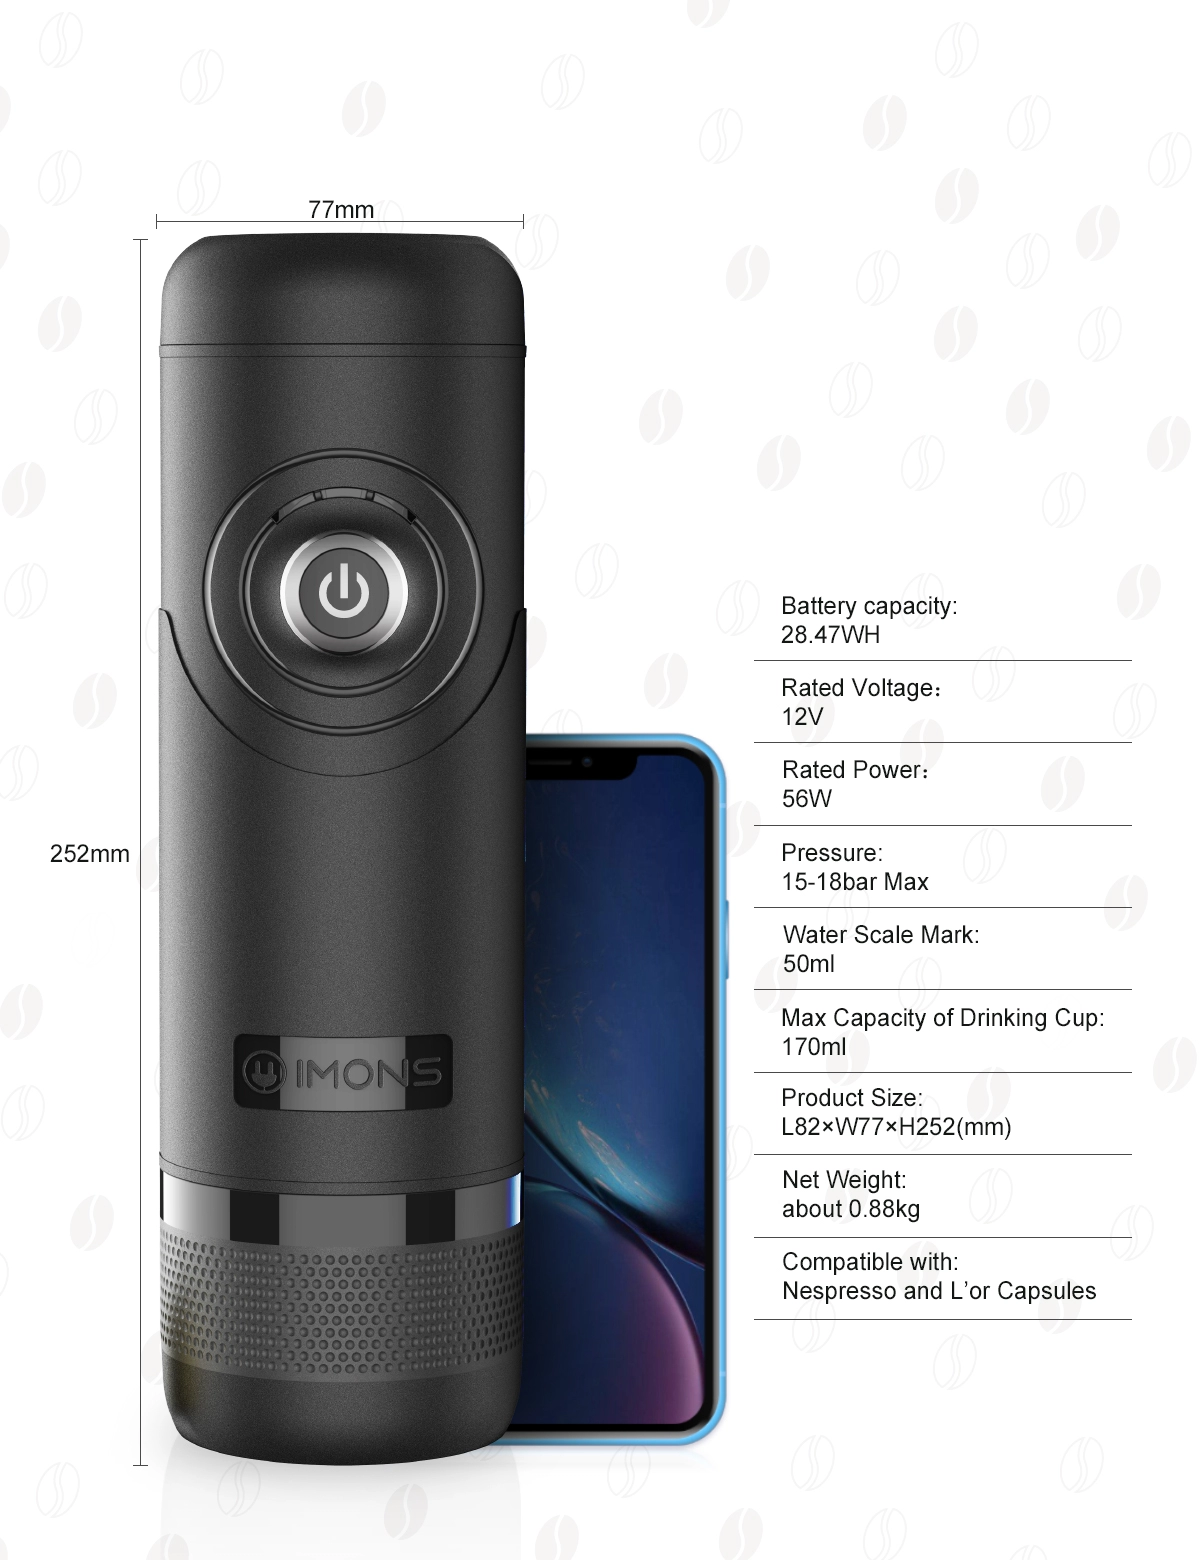 77mm
252mm
IMONS
Battery capacity:
28.47WH
Rated Voltage：
12V
Rated Power：
56W
Pressure:
15-18bar Max
Water Scale Mark:
50ml
Max Capacity of Drinking Cup:
170ml
Product Size:
L82×W77×H252(mm)
Net Weight:
about 0.88kg
Compatible with:
Nespresso and L’or Capsules